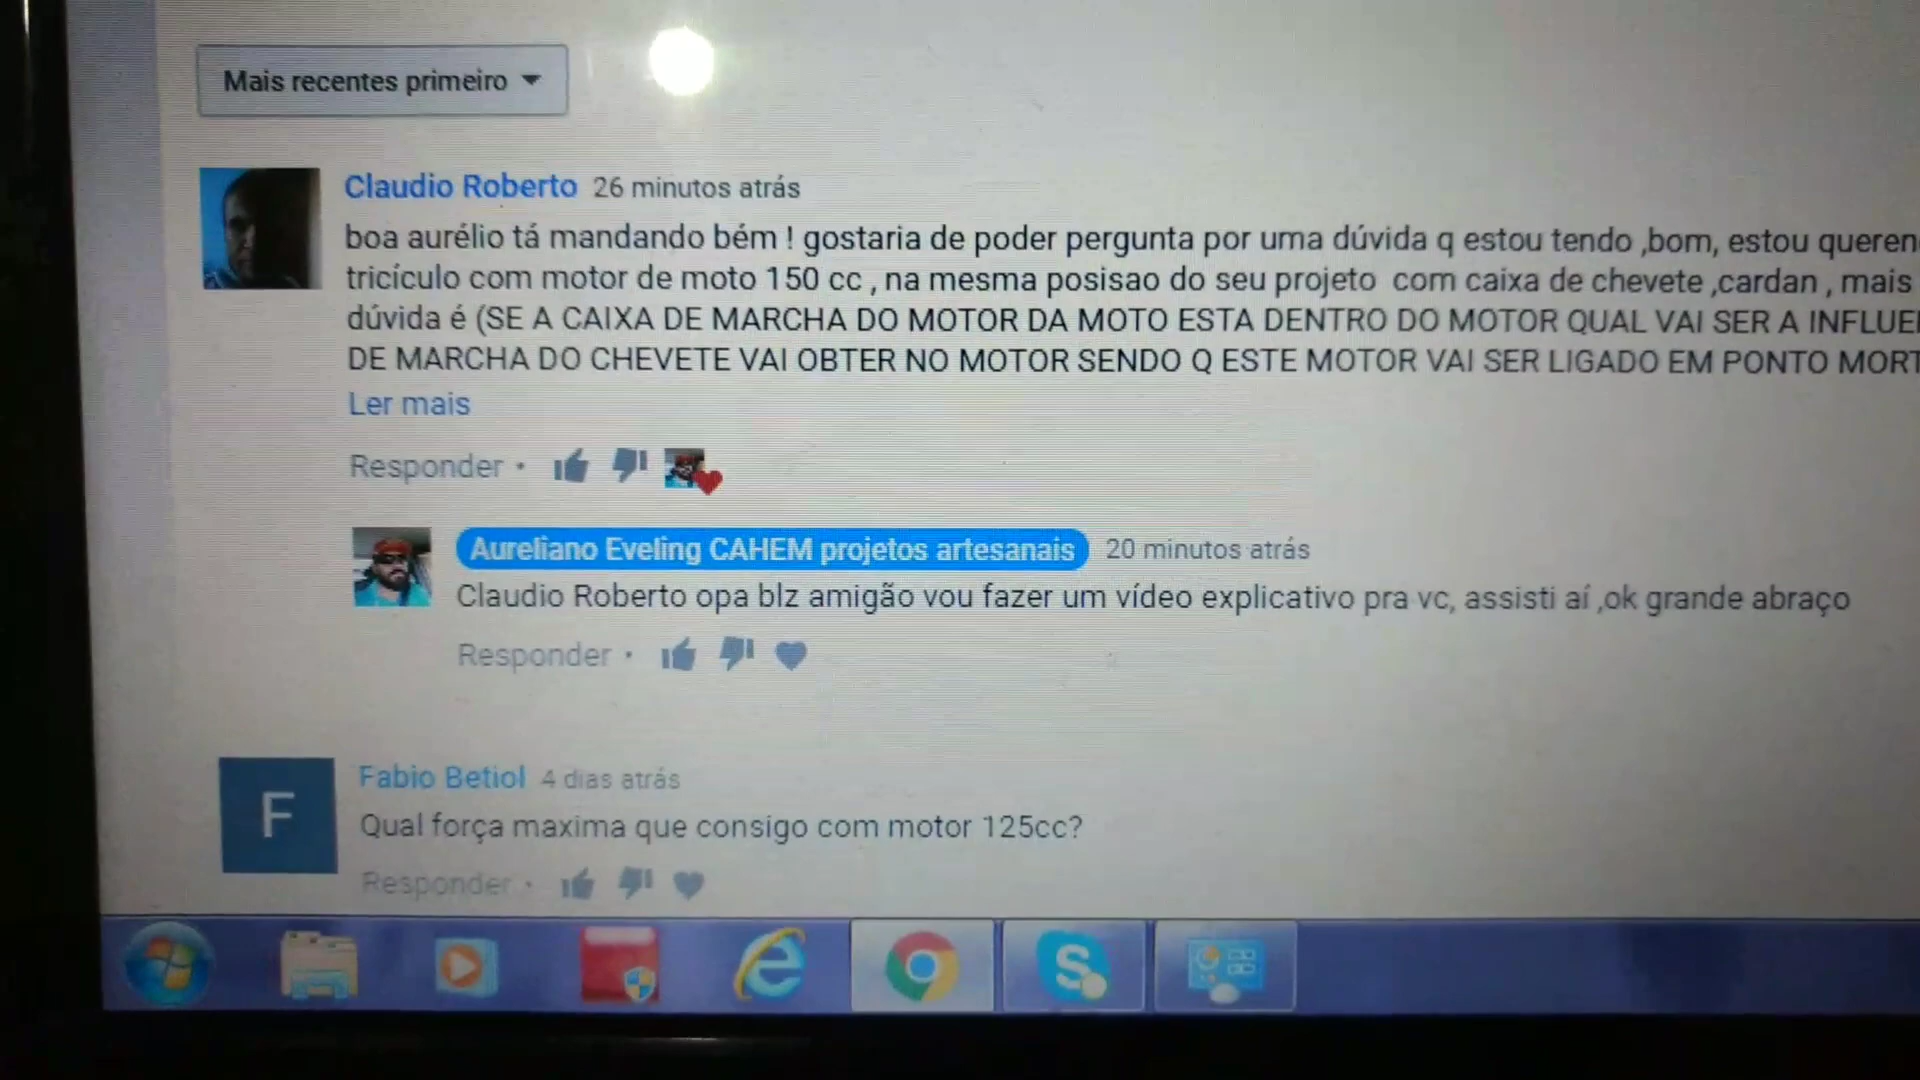 Mais recentes primeiro
Claudio Roberto 26 minutos atrás
boa aurélio tá mandando bém ! gostaria de poder pergunta por uma dúvida q estou tendo ,bom, estou queren
tricículo com motor de moto 150 cc , na mesma posisao do seu projeto com caixa de chevete ,cardan , mais
dúvida é (SE A CAIXA DE MARCHA DO MOTOR DA MOTO ESTA DENTRO DO MOTOR QUAL VAI SER A INFLUE
DE MARCHA DO CHEVETE VAI OBTER NO MOTOR SENDO Q ESTE MOTOR VAI SER LIGADO EM PONTO MORT
Ler mais
Responder •
Aureliano Eveling CAHEM projetos artesanais 20 minutos atrás
Claudio Roberto opa blz amigão vou fazer um vídeo explicativo pra vc, assisti aí ,ok grande abraço
Responder •
F
Fabio Betiol 4 dias atrás
Qual força maxima que consigo com motor 125cc?
Responder •